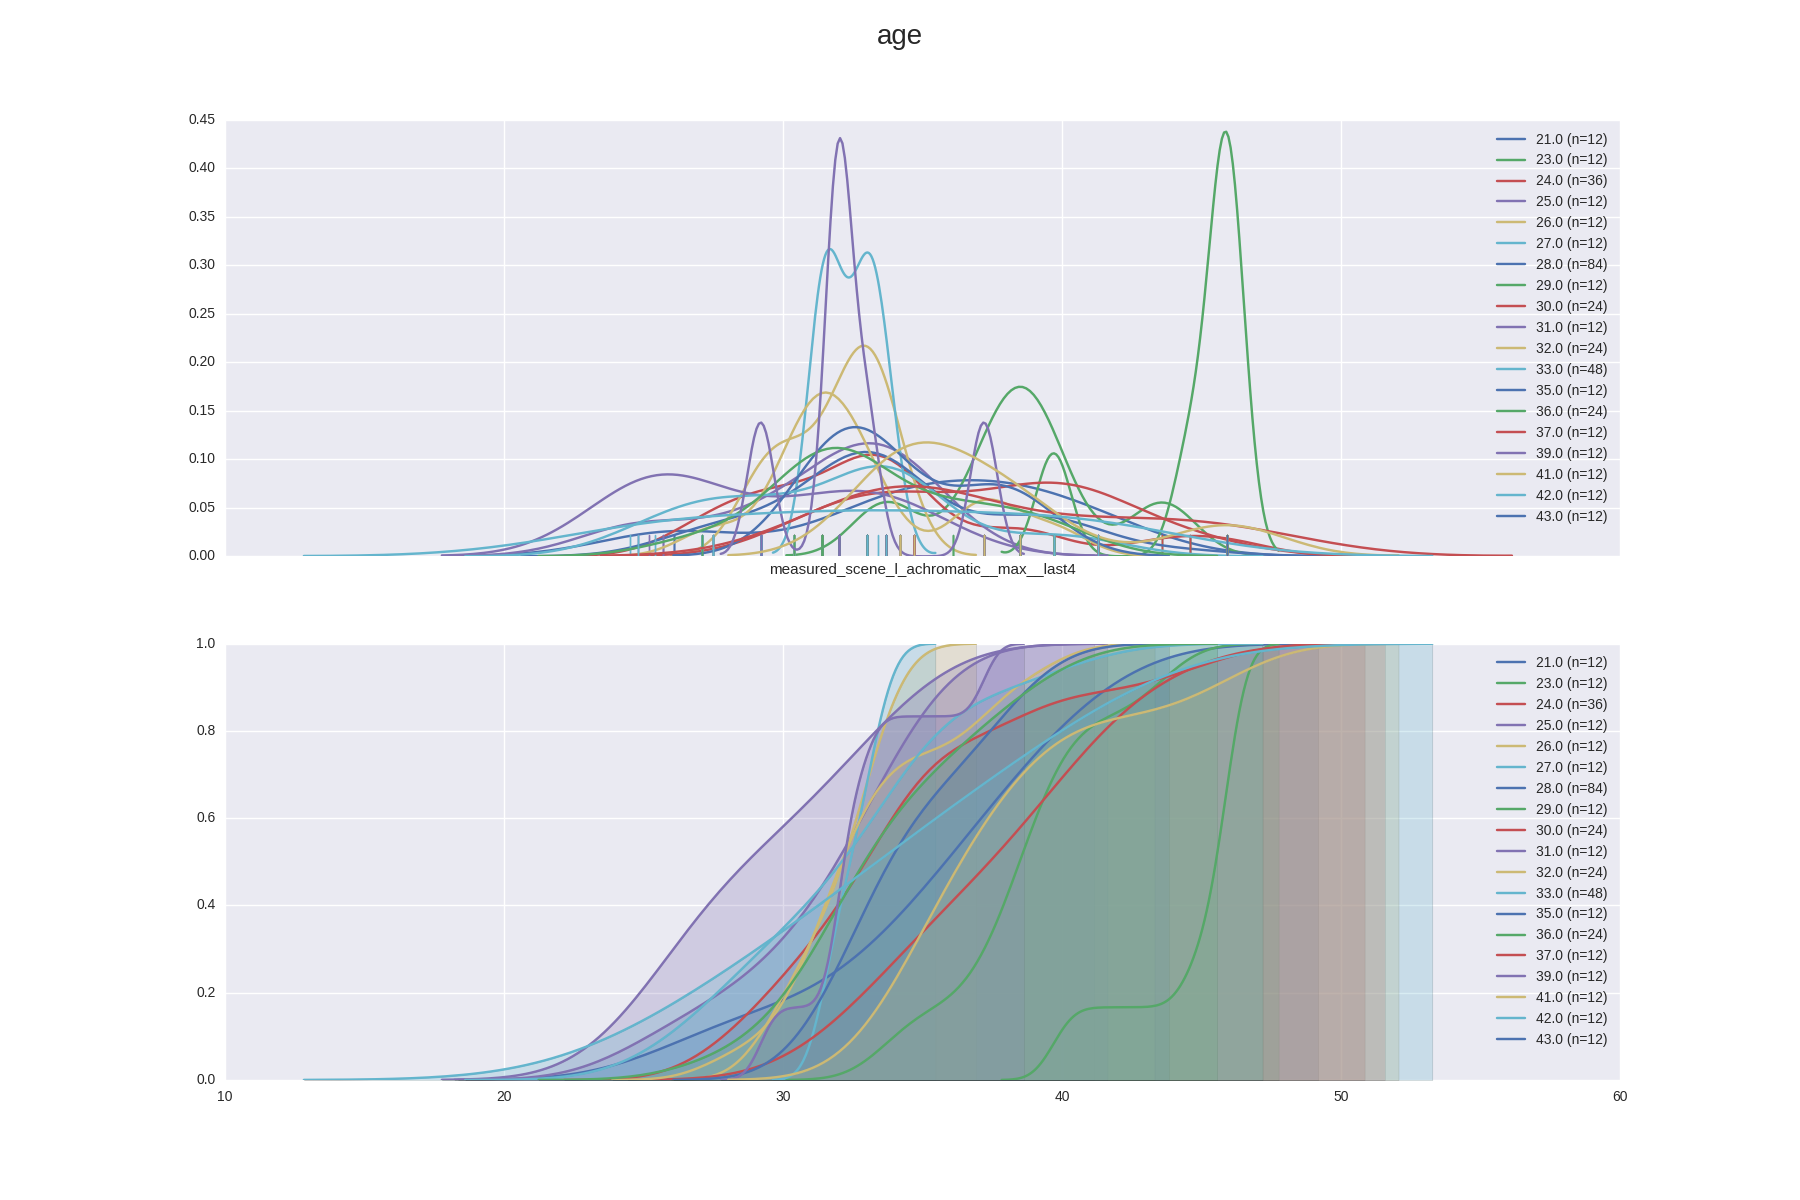 age
0.45
0.40
0.35
0.30
0.25
0.20
0.15
0.10
0.05
0.00
21.0 (n=12)
23.0 (n=12)
24.0 (n=36)
25.0 (n=12)
26.0 (n=12)
27.0 (n=12)
28.0 (n=84)
29.0 (n=12)
30.0 (n=24)
31.0 (n=12)
32.0 (n=24)
33.0 (n=48)
35.0 (n=12)
36.0 (n=24)
37.0 (n=12)
39.0 (n=12)
41.0 (n=12)
42.0 (n=12)
43.0 (n=12)
measured_scene_l_achromatic__max__last4
1.0
0.8
0.6
0.4
0.2
0.0
21.0 (n=12)
23.0 (n=12)
24.0 (n=36)
25.0 (n=12)
26.0 (n=12)
27.0 (n=12)
28.0 (n=84)
29.0 (n=12)
30.0 (n=24)
31.0 (n=12)
32.0 (n=24)
33.0 (n=48)
35.0 (n=12)
36.0 (n=24)
37.0 (n=12)
39.0 (n=12)
41.0 (n=12)
42.0 (n=12)
43.0 (n=12)
10 20 30 40 50 60